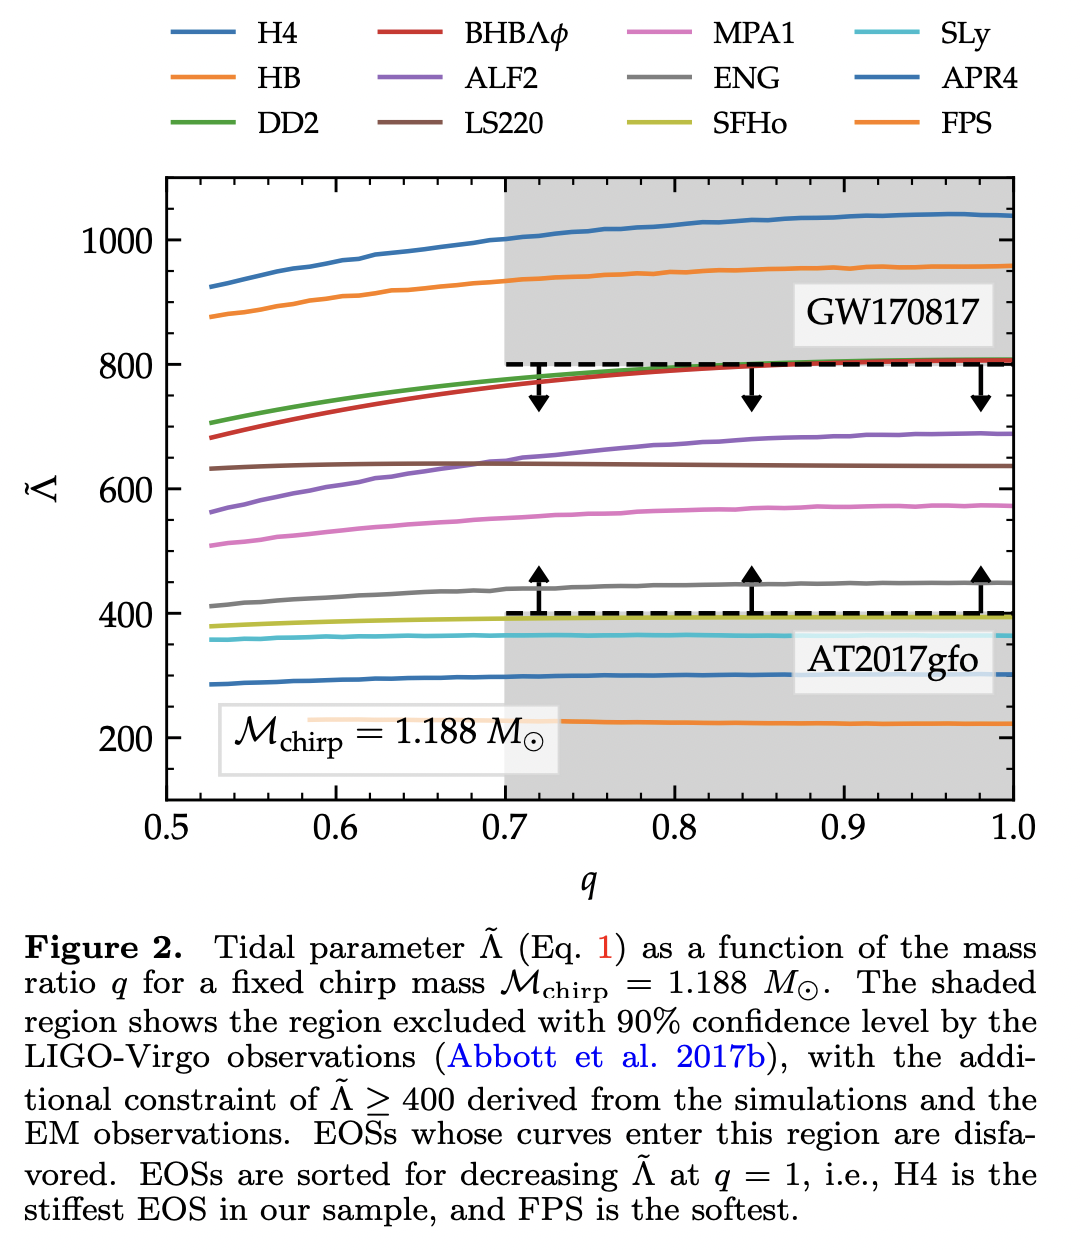 H4 BHBΛϕ MPA1 SLy
HB ALF2 ENG APR4
DD2 LS220 SFHo FPS
1000
800
600
400
200
Λ̃
GW170817
AT2017gfo
ℳchirp = 1.188 M⊙
0.5 0.6 0.7 0.8 0.9 1.0
q
Figure 2. Tidal parameter Λ̃ (Eq. 1) as a function of the mass
ratio q for a fixed chirp mass ℳchirp = 1.188 M⊙. The shaded
region shows the region excluded with 90% confidence level by the
LIGO-Virgo observations (Abbott et al. 2017b), with the addi-
tional constraint of Λ̃ ≥ 400 derived from the simulations and the
EM observations. EOSs whose curves enter this region are disfa-
vored. EOSs are sorted for decreasing Λ̃ at q = 1, i.e., H4 is the
stiffest EOS in our sample, and FPS is the softest.